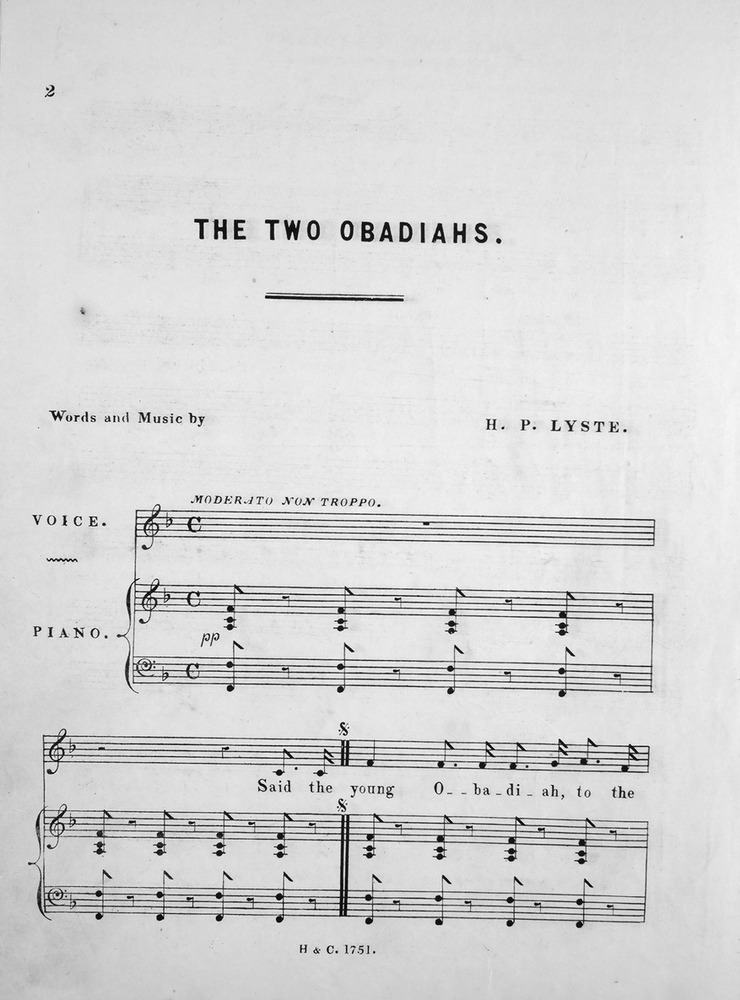 2
THE TWO OBADIAHS.
Words and Music by
H. P. LYSTE.
MODERATO NON TROPPO.
VOICE.
PIANO.
pp
Said the young O--ba-di-ah, to the
H & C. 1751.